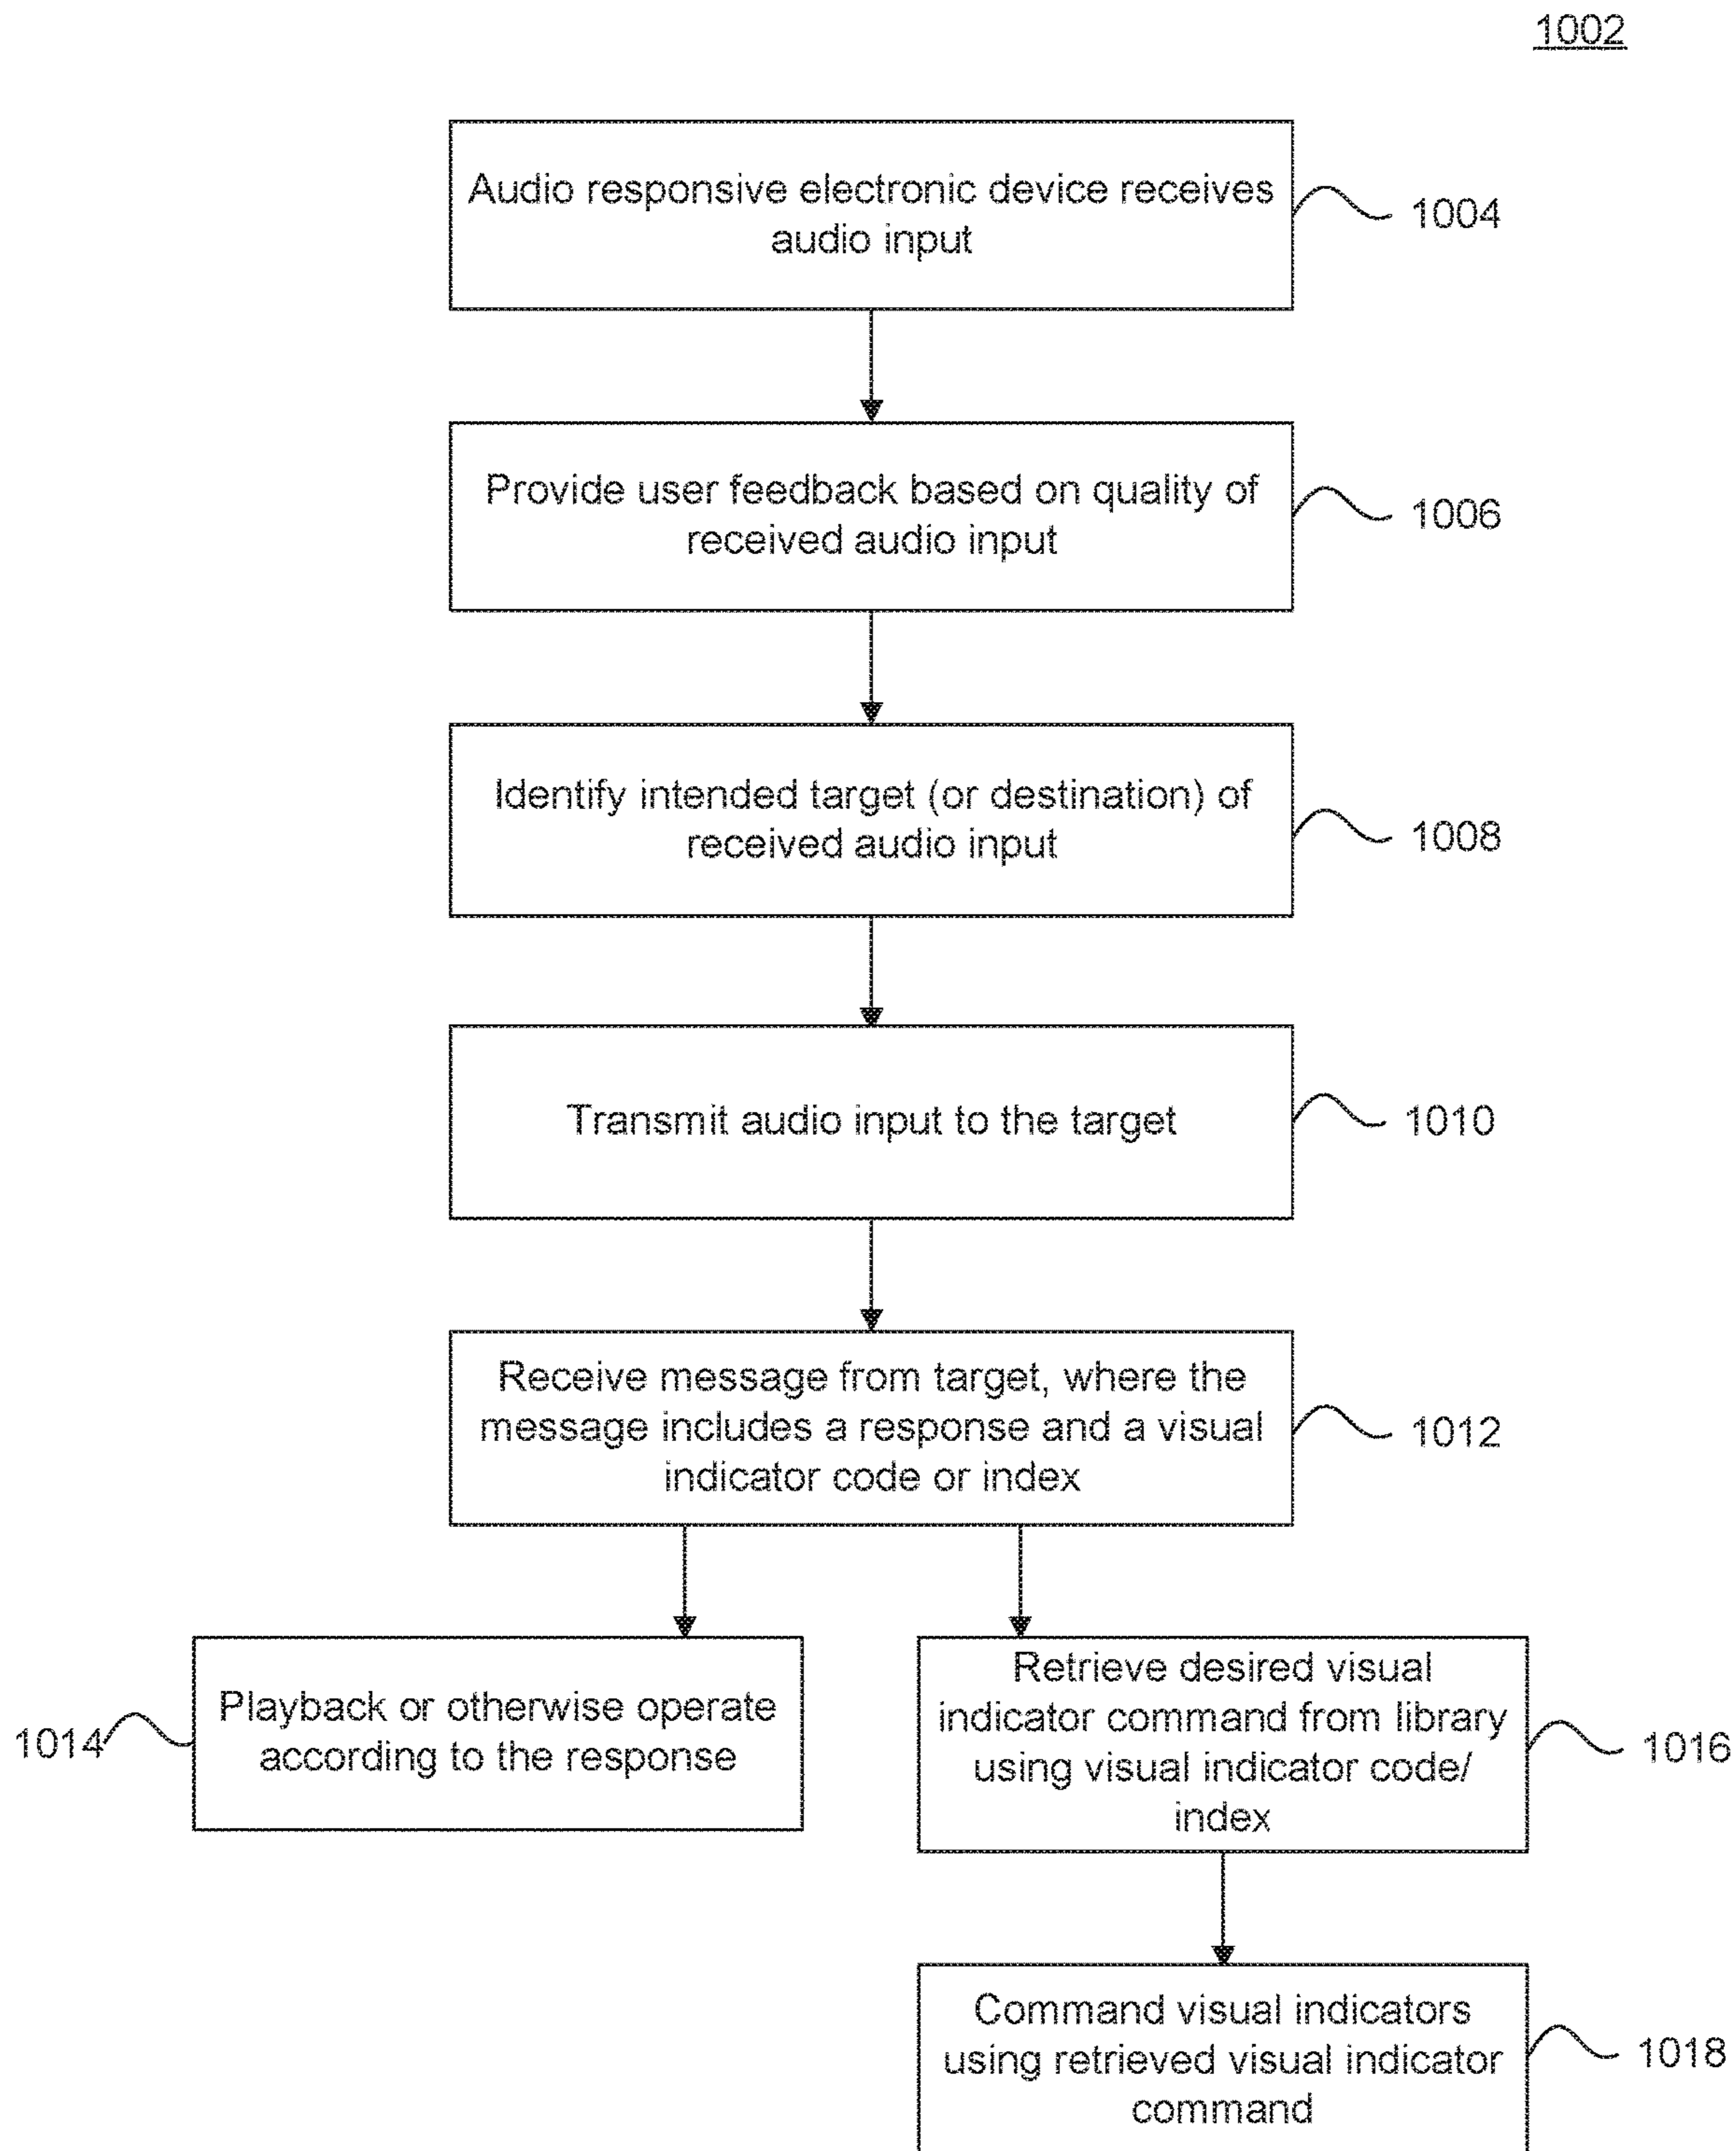 1002
Audio responsive electronic device receives
audio input
1004
Provide user feedback based on quality of
received audio input
1006
Identify intended target (or destination) of
received audio input
1008
Transmit audio input to the target
1010
Receive message from target, where the
message includes a response and a visual
indicator code or index
1012
Playback or otherwise operate
according to the response
1014
Retrieve desired visual
indicator command from library
using visual indicator code/
index
1016
Command visual indicators
using retrieved visual indicator
command
1018